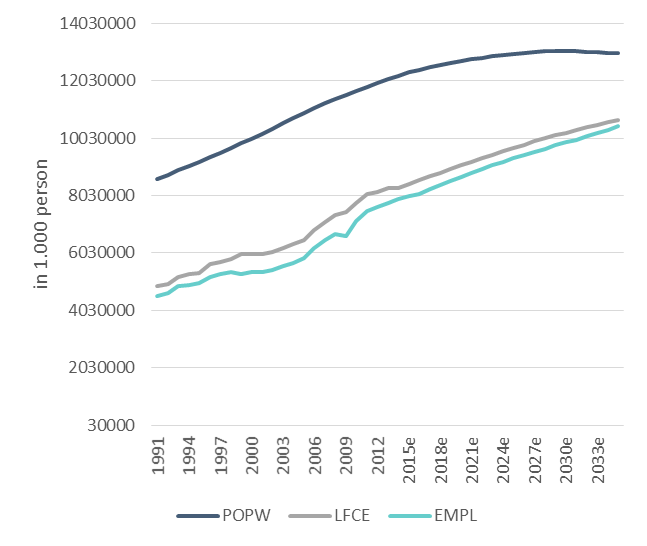 14030000
12030000
10030000
8030000
6030000
4030000
2030000
30000
in 1.000 person
1991
1994
1997
2000
2003
2006
2009
2012
2015e
2018e
2021e
2024e
2027e
2030e
2033e
POPW LFCE EMPL